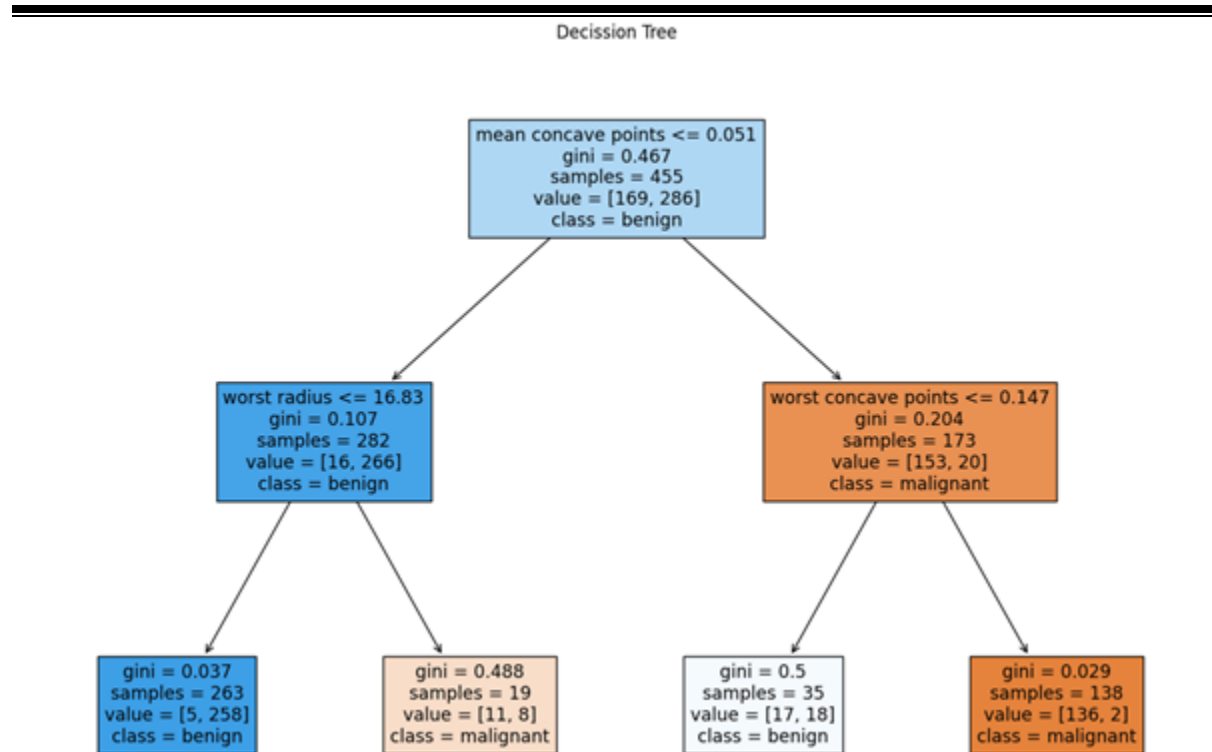 Decission Tree
mean concave points <= 0.051
gini = 0.467
samples = 455
value = [169, 286]
class = benign
worst radius <= 16.83
gini = 0.107
samples = 282
value = [16, 266]
class = benign
worst concave points <= 0.147
gini = 0.204
samples = 173
value = [153, 20]
class = malignant
gini = 0.037
samples = 263
value = [5, 258]
class = benign
gini = 0.488
samples = 19
value = [11, 8]
class = malignant
gini = 0.5
samples = 35
value = [17, 18]
class = benign
gini = 0.029
samples = 138
value = [136, 2]
class = malignant